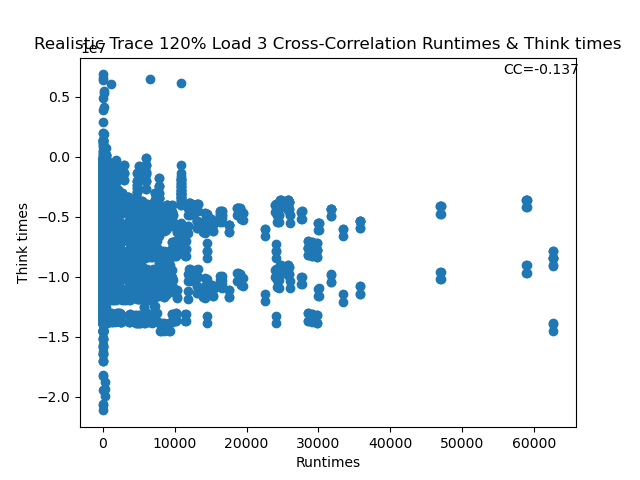 Realistic Trace 120% Load 3 Cross-Correlation Runtimes & Think times
1e7
CC=-0.137
0.5
0.0
−0.5
−1.0
−1.5
−2.0
Think times
0 10000 20000 30000 40000 50000 60000
Runtimes